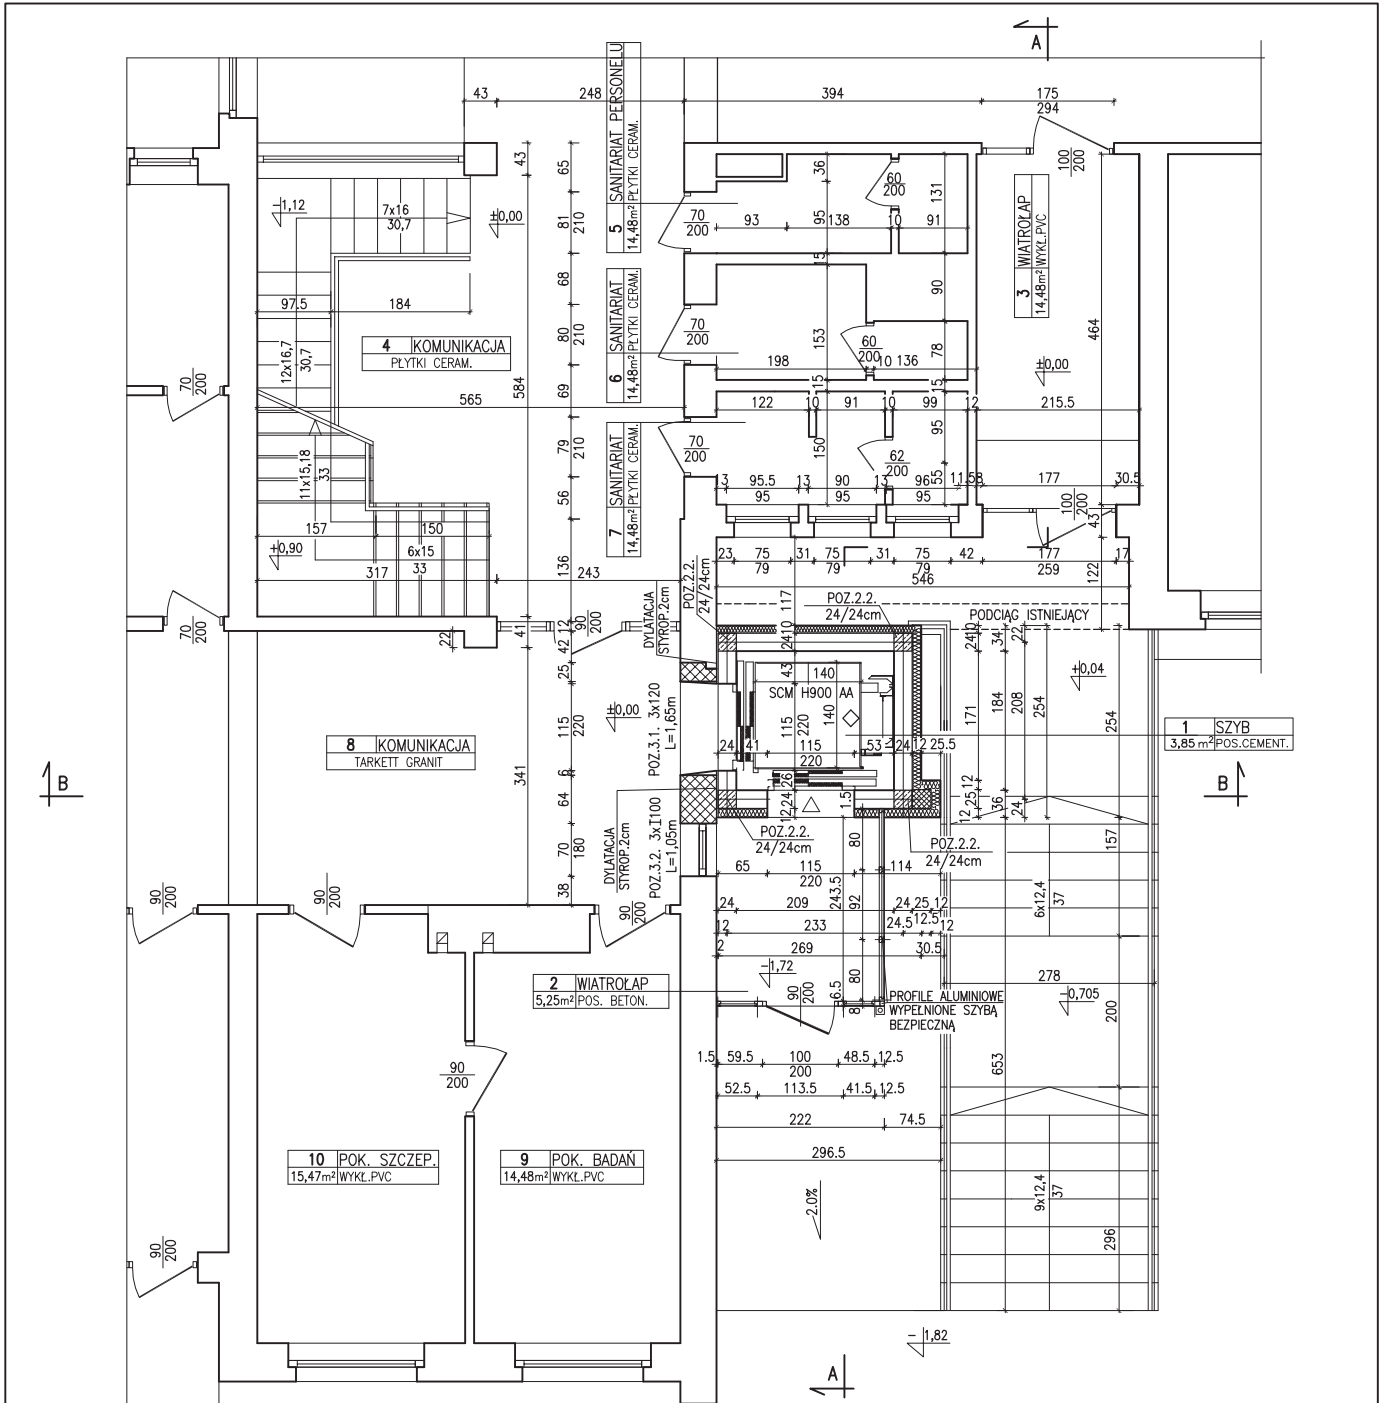 A
43 248 394 175
294
5 SANITARIAT PERSONELU
14,48m² PŁYTKI CERAM.
6 SANITARIAT
14,48m² PŁYTKI CERAM.
7 SANITARIAT
14,48m² PŁYTKI CERAM.
3 WIATROŁAP
14,48m² WYKŁ.PVC
100
200
43
65
36
60
200
131
-1,12
7x16
30,7
±0,00
81
210
70
200
93
95
138 10 91
15
68
97.5 184
90
464
4 KOMUNIKACJA
PŁYTKI CERAM.
12x16,7
30,7
80
210
70
200
153
60
200
78
198 10 136
±0,00
70
200
584
69
15
15
565
122 10 91 10 99 12 215.5
79
210
70
200
150
62
200
95
55
11x15,18
33
56
13 95.5 13 90 13 96 11.58 177 30.5
95 95 95
100
200
43
157 150
+0,90
6x15
33
317 243
136
23 75 31 75 31 75 42 177 17
79 79 79 259
546
122
117
POZ.2.2.
24/24cm
POZ.2.2.
24/24cm
PODCIĄG ISTNIEJĄCY
DYLATACJA
STYROP.2cm
70
200
22
41
12
42
90
200
25
2410
43
140
SCM H900 AA
140
2410
34
22
+0,04
171
184
208
254
254
±0,00
115
220
POZ.3.1. 3x120
L=1,65m
115
220
24 41 115 53 24 12 25.5
220
1 SZYB
3,85 m² POS.CEMENT.
8 KOMUNIKACJA
TARKETT GRANIT
341
B
B
6
64
26
24
12
1.5
12
25
12
36
24
DYLATACJA
STYROP.2cm
POZ.3.2. 3xI100
L=1,05m
POZ.2.2.
24/24cm
POZ.2.2.
24/24cm
157
70
180
80
65 115 114
220
38
243.5
92
6x12,4
37
90
200
90
200
90
200
24 209 24 25 12
12 233 24.5 12.5 12
2 269 30.5
-1,72
278
2 WIATROŁAP
5,25m² POS. BETON.
90
200
6.5
80
8
PROFILE ALUMINIOWE
WYPEŁNIONE SZYBĄ
BEZPIECZNĄ
-0,705
200
1.5 59.5 100 48.5 12.5
200
653
90
200
52.5 113.5 41.5 12.5
222 74.5
296.5
10 POK. SZCZEP.
15,47m² WYKŁ.PVC
9 POK. BADAŃ
14,48m² WYKŁ.PVC
-2.0%
9x12,4
37
296
90
200
- 1,82
A